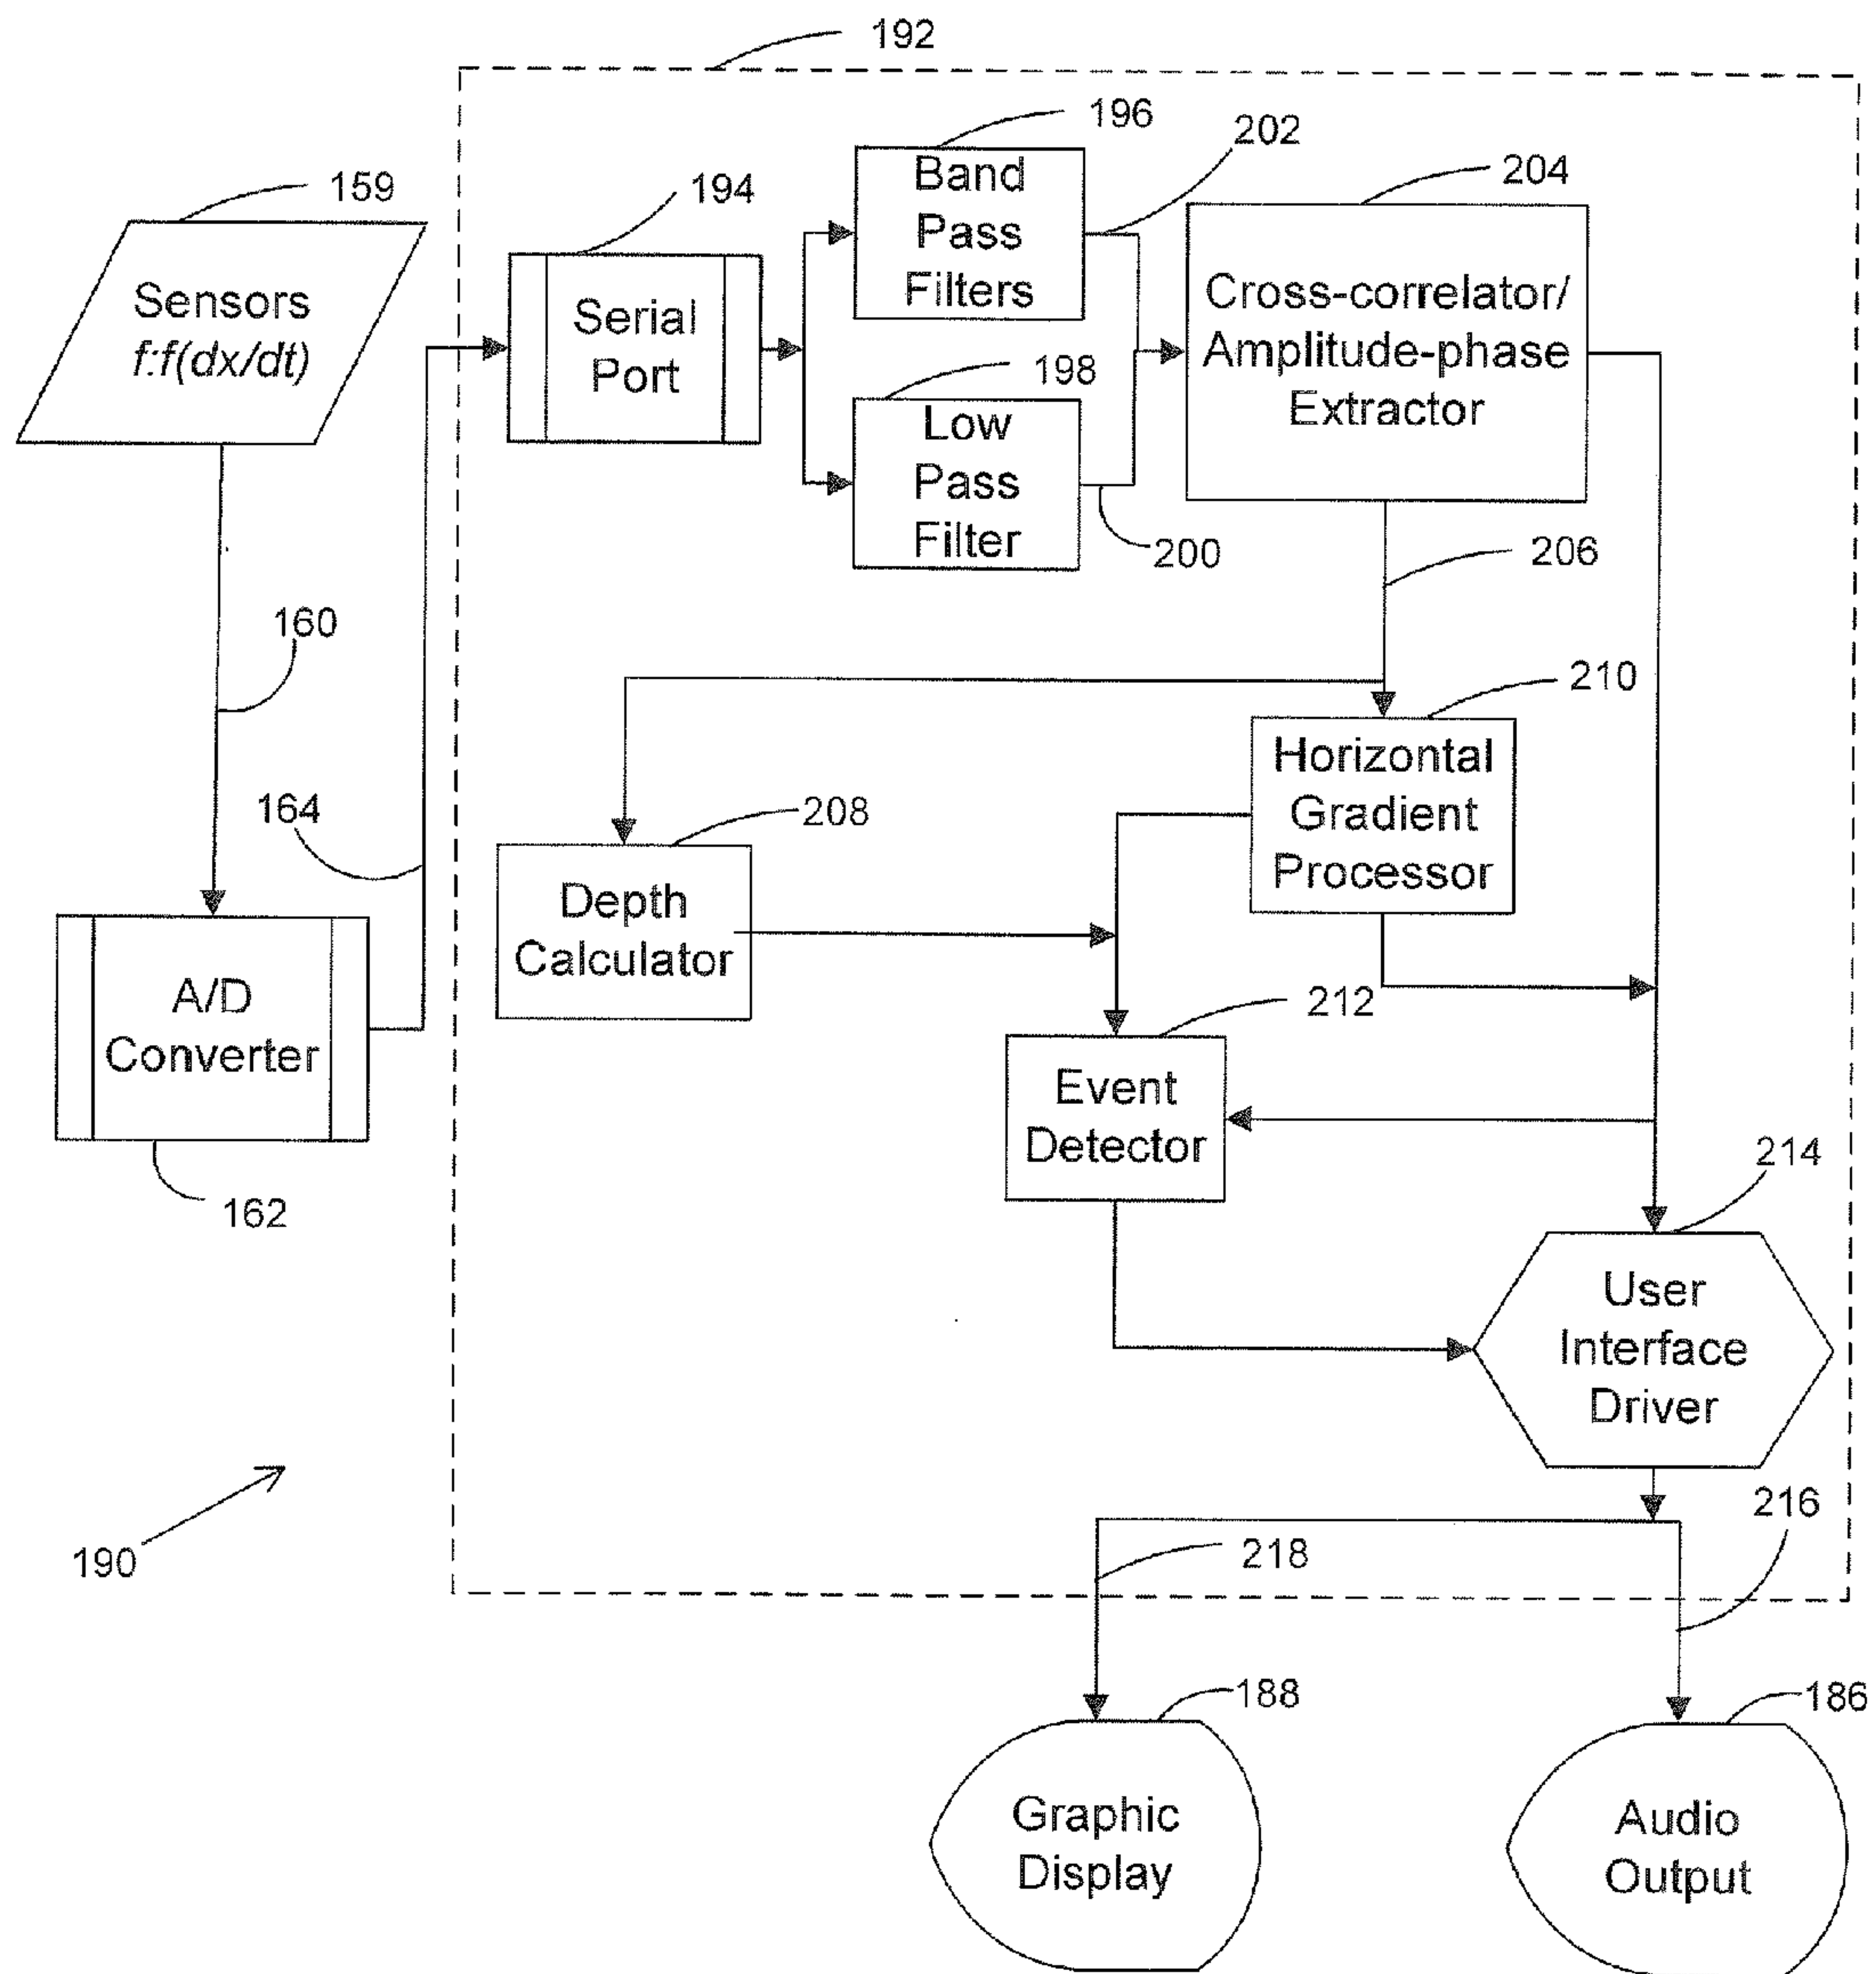 192
196
202
159
194
204
Band
Pass
Filters
Sensors
f:f(dx/dt)
Serial
Port
Cross-correlator/
Amplitude-phase
Extractor
198
Low
Pass
Filter
200
206
160
210
164
208
Horizontal
Gradient
Processor
Depth
Calculator
A/D
Converter
212
Event
Detector
162
214
User
Interface
Driver
190
216
218
188
186
Graphic
Display
Audio
Output